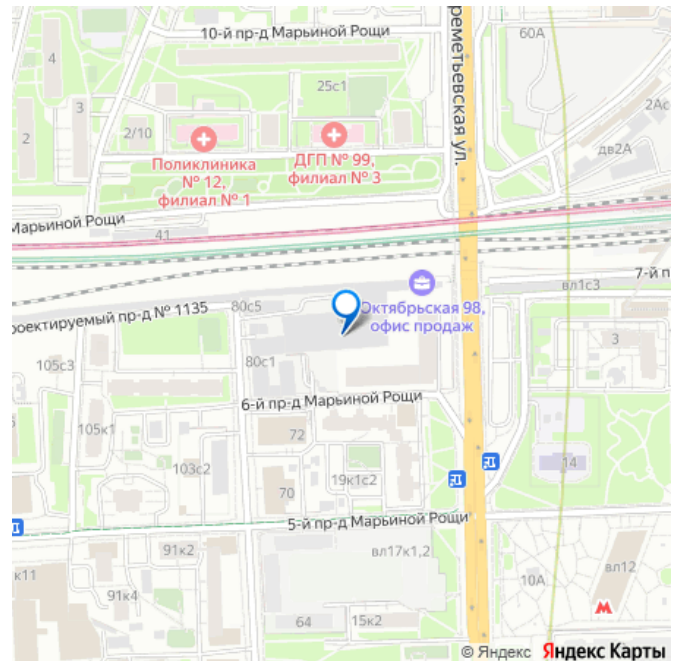 10-й пр-д Марьиной Рощи
реметьевская ул.
60А
4
3
25с1
2Ас
2
2/10
Поликлиника
№ 12,
филиал № 1
ДГП № 99,
филиал № 3
дв2А
Марьиной Рощи
41
7-й п
вл1с3
роектируемый пр-д № 1135
80с5
Октябрьская 98,
офис продаж
105с3
80с1
3
6-й пр-д Марьиной Рощи
105к1
72
103с2
19к1с2
14
70
5-й пр-д Марьиной Рощи
91к2
вл17к1,2
к11
10А
вл12
91к4
64
15к2
© Яндекс Яндекс Карты